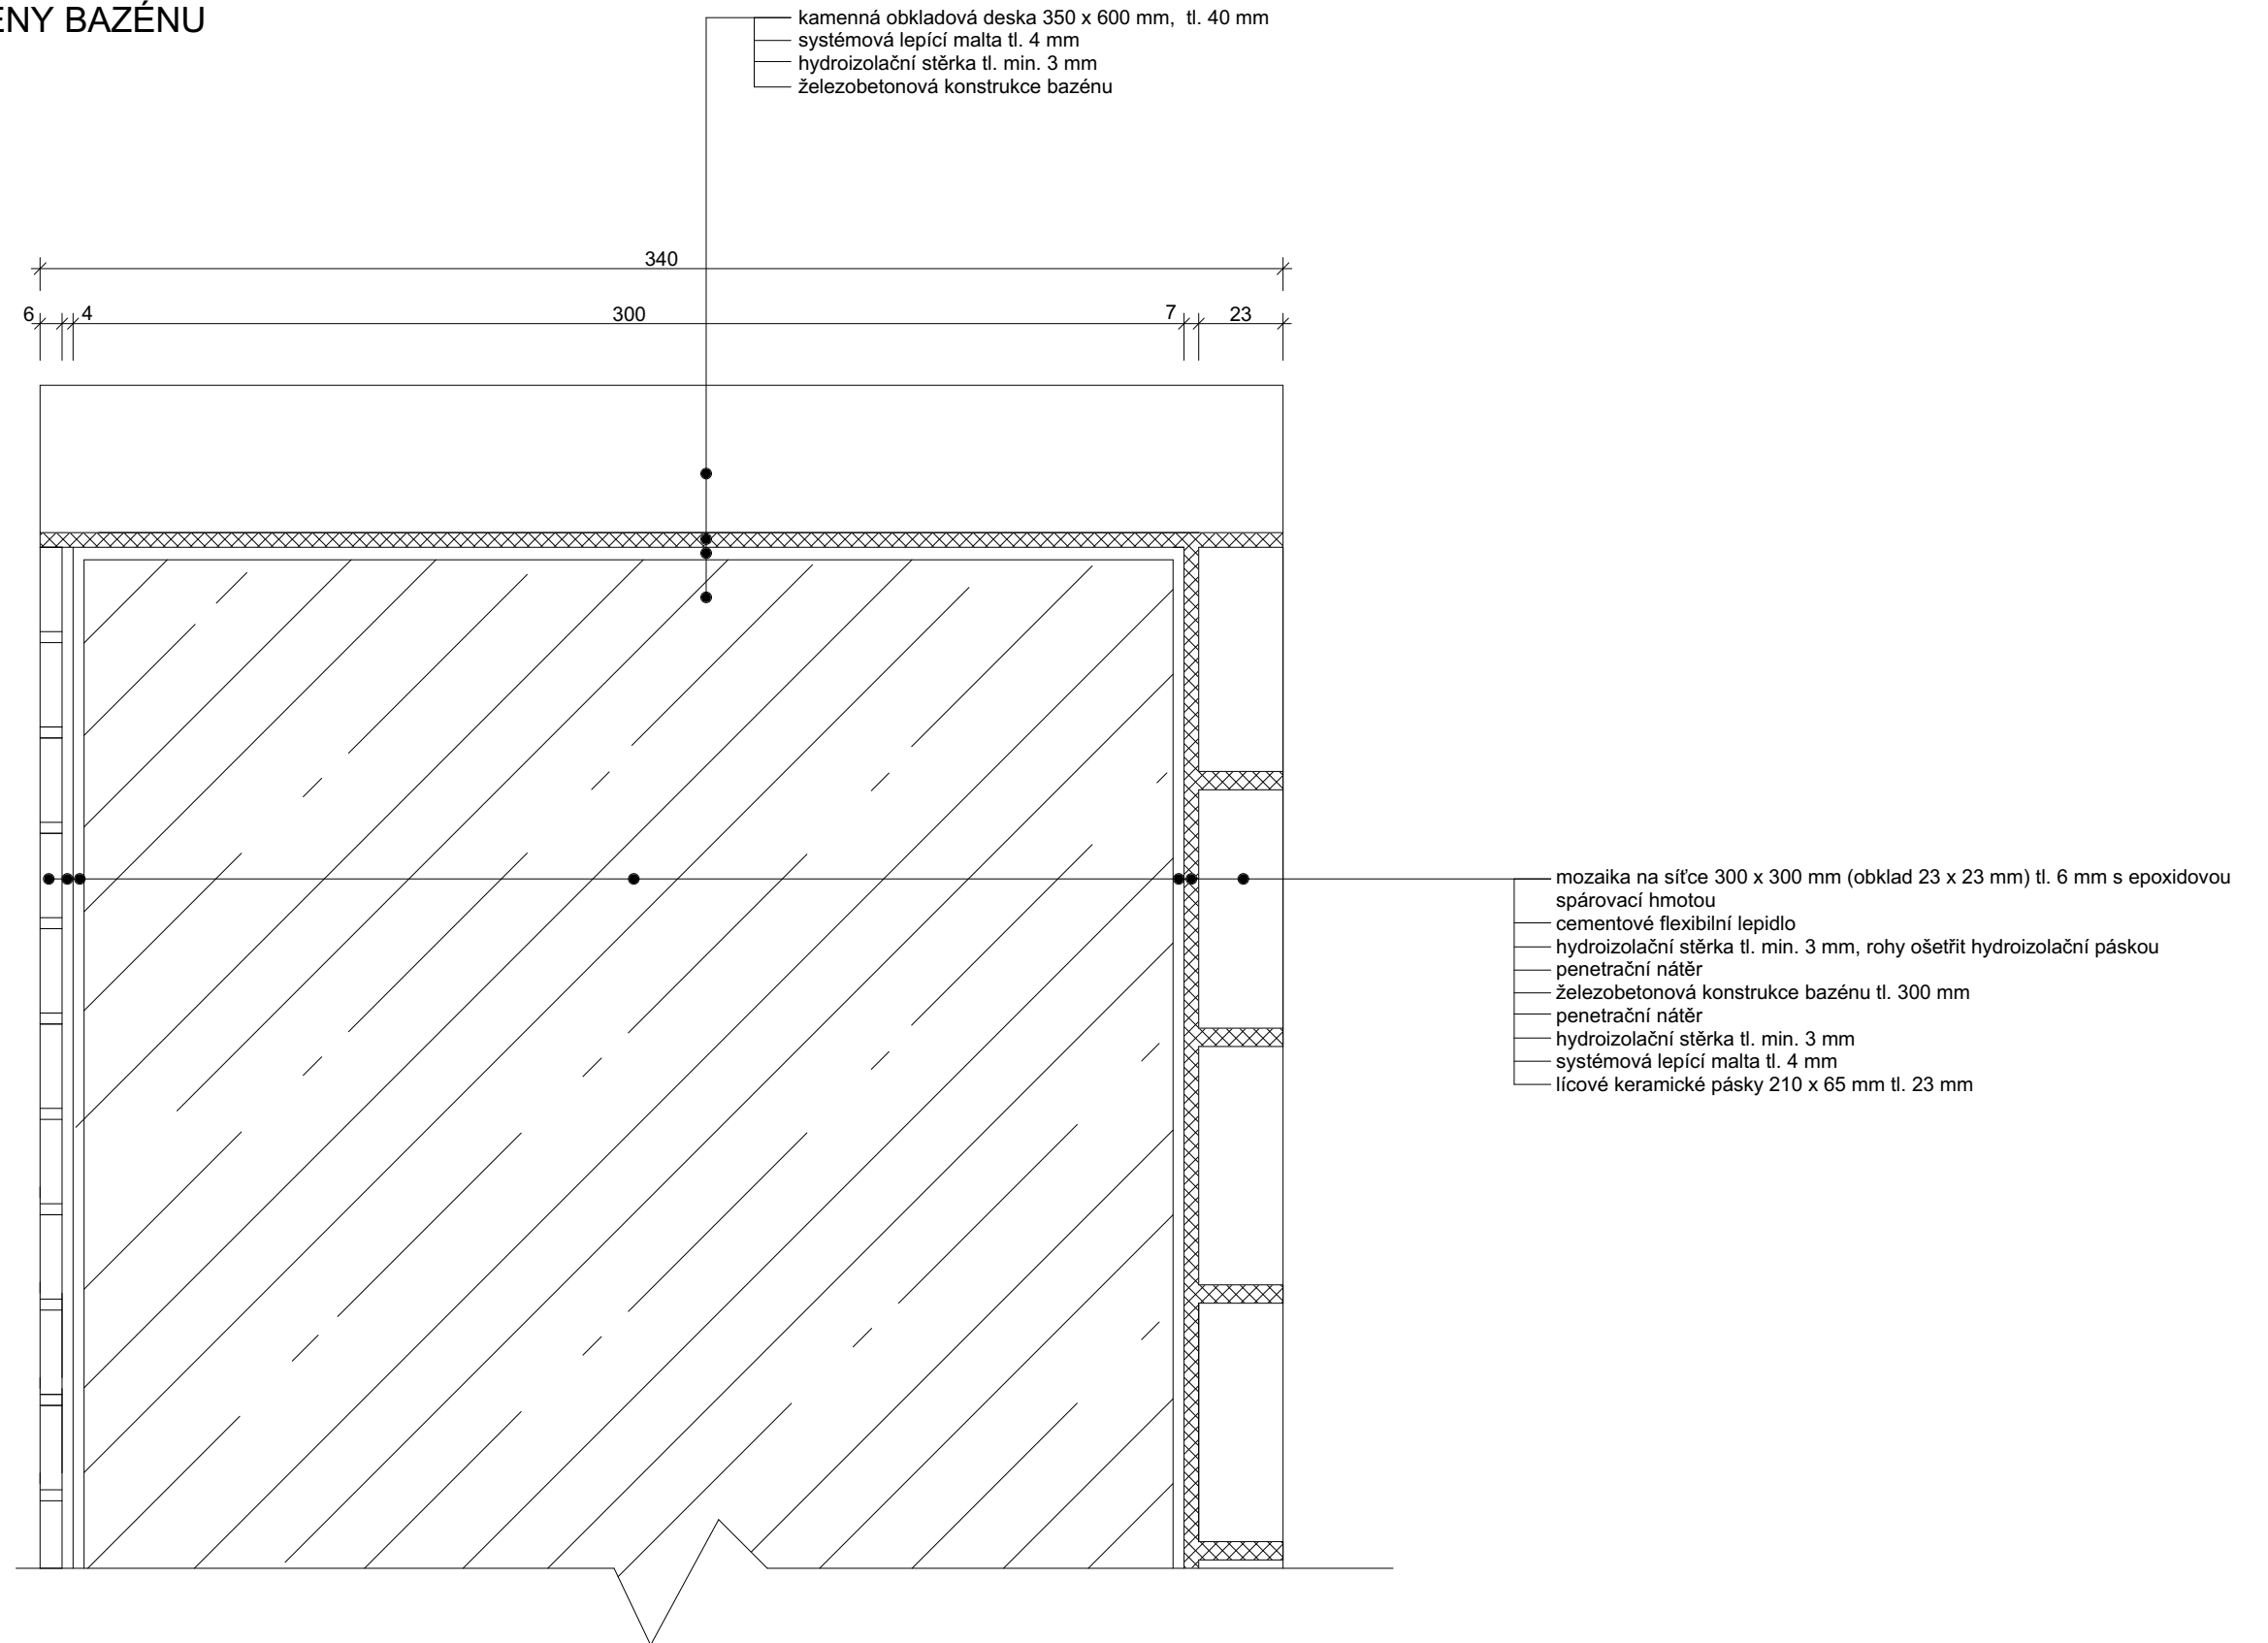 ENY BAZÉNU
kamenná obkladová deska 350 x 600 mm, tl. 40 mm
systémová lepící malta tl. 4 mm
hydroizolační stěrka tl. min. 3 mm
železobetonová konstrukce bazénu
340
6 4 300 7 23
mozaika na síťce 300 x 300 mm (obklad 23 x 23 mm) tl. 6 mm s epoxidovou
spárovací hmotou
cementové flexibilní lepidlo
hydroizolační stěrka tl. min. 3 mm, rohy ošetřit hydroizolační páskou
penetrační nátěr
železobetonová konstrukce bazénu tl. 300 mm
penetrační nátěr
hydroizolační stěrka tl. min. 3 mm
systémová lepící malta tl. 4 mm
lícové keramické pásky 210 x 65 mm tl. 23 mm